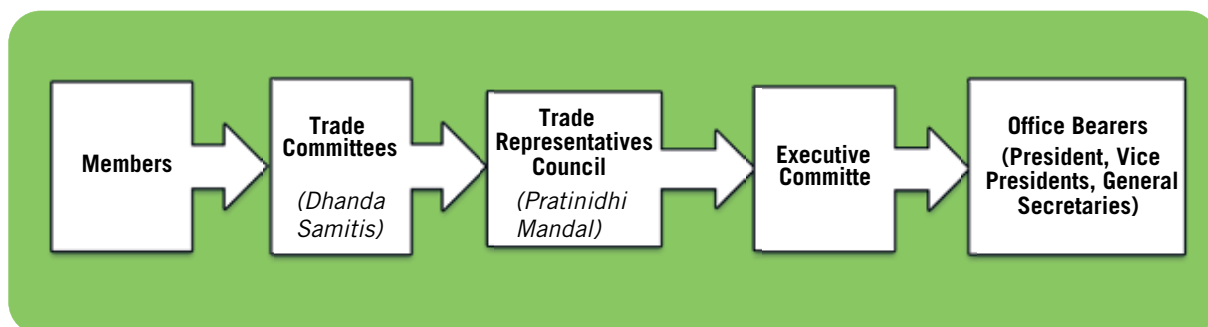 Members
Trade
Committees
(Dhanda
Samitis)
Trade
Representatives
Council
(Pratinidhi
Mandal)
Executive
Committe
Office Bearers
(President, Vice
Presidents, General
Secretaries)